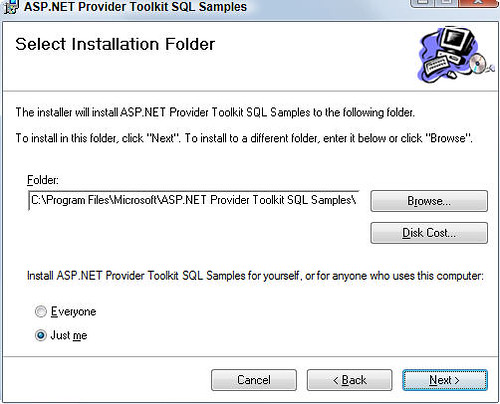 ASP.NET Provider Toolkit SQL Samples
Select Installation Folder
The installer will install ASP.NET Provider Toolkit SQL Samples to the following folder.
To install in this folder, click "Next". To install to a different folder, enter it below or click "Browse".
Folder:
C:\Program Files\Microsoft\ASP.NET Provider Toolkit SQL Samples\
Browse...
Disk Cost...
Install ASP.NET Provider Toolkit SQL Samples for yourself, or for anyone who uses this computer:
Everyone
Just me
Cancel
< Back
Next >